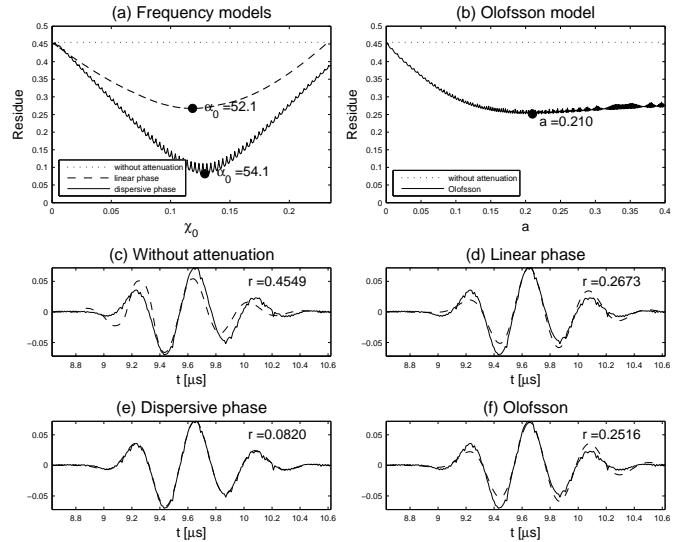 (a) Frequency models
0.5
0.45
0.4
0.35
0.3
0.25
0.2
0.15
0.1
0.05
0
Residue
α₀ =52.1
α₀ =54.1
without attenuation
linear phase
dispersive phase
0 0.05 0.1 0.15 0.2
χ₀
(b) Olofsson model
0.5
0.45
0.4
0.35
0.3
0.25
0.2
0.15
0.1
0.05
0
Residue
a =0.210
without attenuation
Olofsson
0 0.05 0.1 0.15 0.2 0.25 0.3 0.35 0.4
a
(c) Without attenuation
0.05
0
−0.05
r =0.4549
8.8 9 9.2 9.4 9.6 9.8 10 10.2 10.4 10.6
t [μs]
(d) Linear phase
0.05
0
−0.05
r =0.2673
8.8 9 9.2 9.4 9.6 9.8 10 10.2 10.4 10.6
t [μs]
(e) Dispersive phase
0.05
0
−0.05
r =0.0820
8.8 9 9.2 9.4 9.6 9.8 10 10.2 10.4 10.6
t [μs]
(f) Olofsson
0.05
0
−0.05
r =0.2516
8.8 9 9.2 9.4 9.6 9.8 10 10.2 10.4 10.6
t [μs]